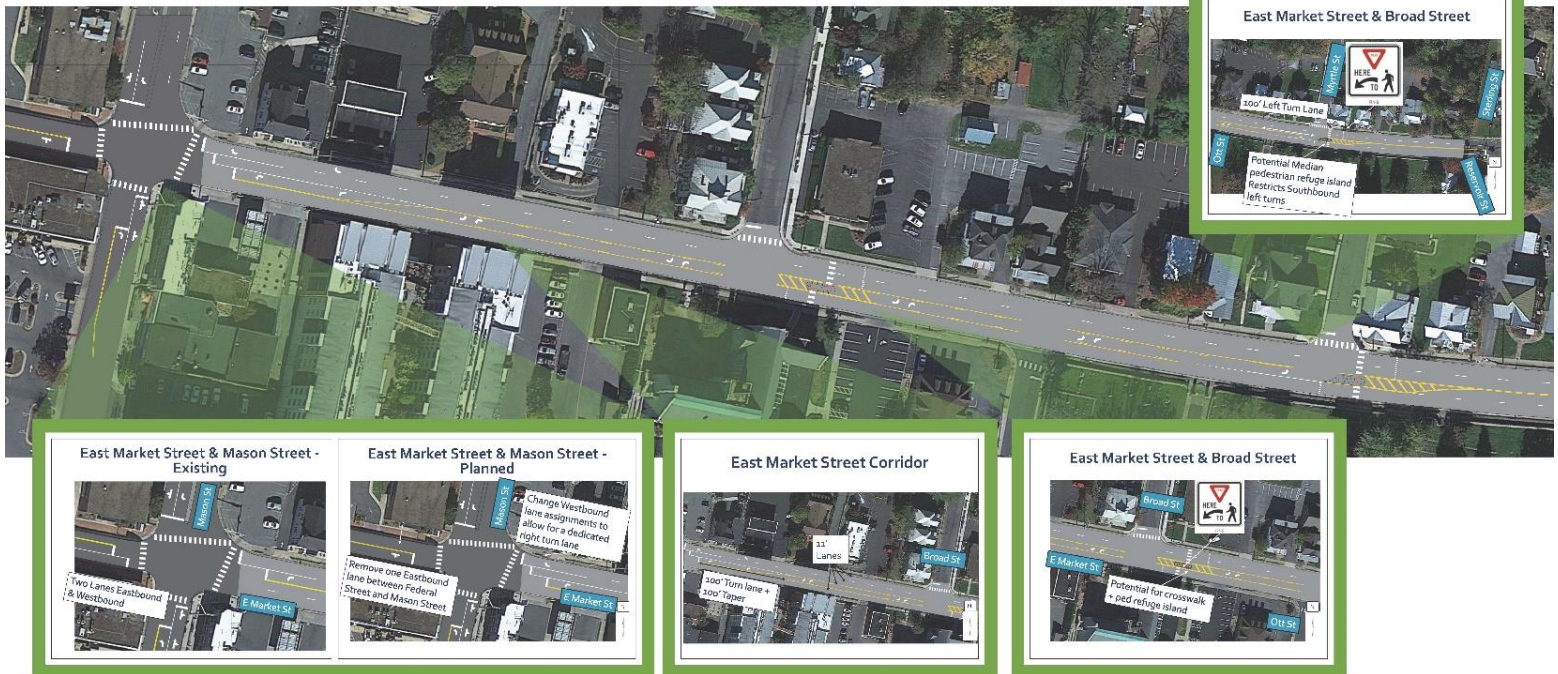 East Market Street & Broad Street
Myrtle St
HERE
TO
Sterling St
100' Left Turn Lane
Ott St
Potential Median
pedestrian refuge island
Restricts Southbound
left turns
Reservoir St
East Market Street & Mason Street -
Existing
Mason St
Two Lanes Eastbound
& Westbound
E Market St
East Market Street & Mason Street -
Planned
Mason St
Change Westbound
lane assignments to
allow for a dedicated
right turn lane
Remove one Eastbound
lane between Federal
Street and Mason Street
E Market St
East Market Street Corridor
11'
Lanes
Broad St
100' Turn lane +
100' Taper
East Market Street & Broad Street
Broad St
HERE
TO
E Market St
Potential for crosswalk
+ ped refuge island
Ott St